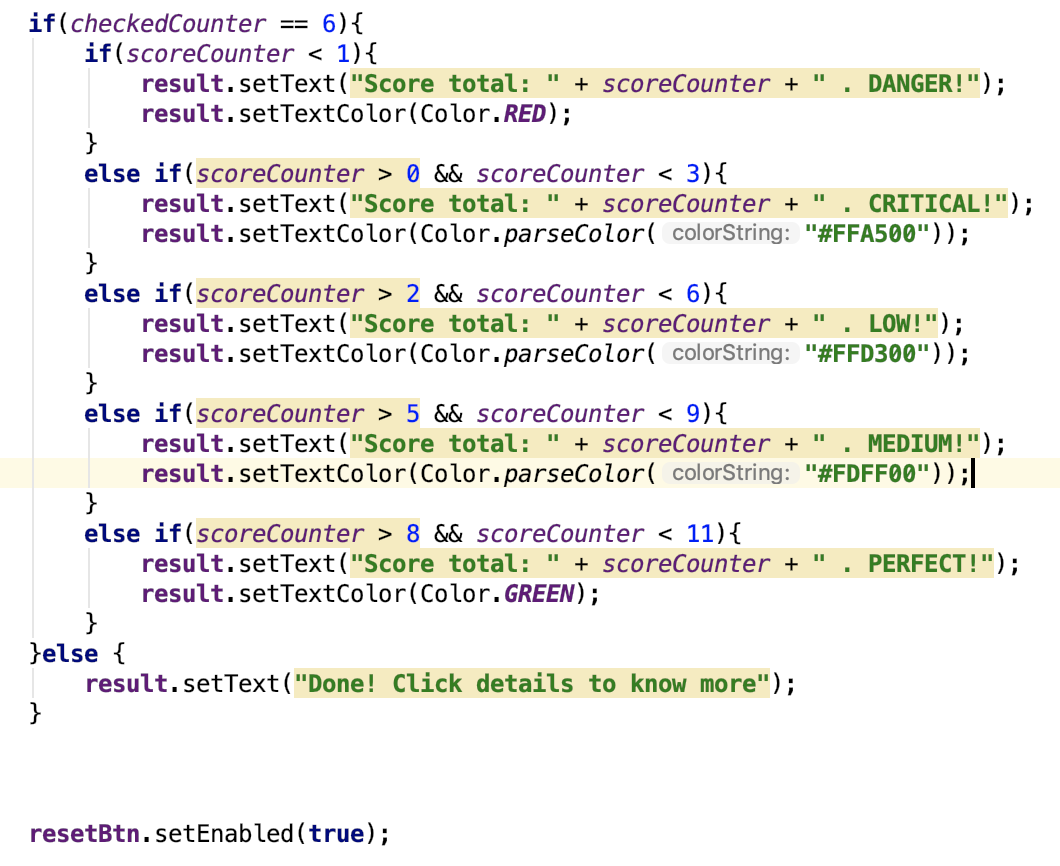 if(checkedCounter == 6){
    if(scoreCounter < 1){
        result.setText("Score total: " + scoreCounter + " . DANGER!");
        result.setTextColor(Color.RED);
    }
    else if(scoreCounter > 0 && scoreCounter < 3){
        result.setText("Score total: " + scoreCounter + " . CRITICAL!");
        result.setTextColor(Color.parseColor( colorString: "#FFA500"));
    }
    else if(scoreCounter > 2 && scoreCounter < 6){
        result.setText("Score total: " + scoreCounter + " . LOW!");
        result.setTextColor(Color.parseColor( colorString: "#FFD300"));
    }
    else if(scoreCounter > 5 && scoreCounter < 9){
        result.setText("Score total: " + scoreCounter + " . MEDIUM!");
        result.setTextColor(Color.parseColor( colorString: "#FDFF00"));
    }
    else if(scoreCounter > 8 && scoreCounter < 11){
        result.setText("Score total: " + scoreCounter + " . PERFECT!");
        result.setTextColor(Color.GREEN);
    }
}else {
    result.setText("Done! Click details to know more");
}
resetBtn.setEnabled(true);